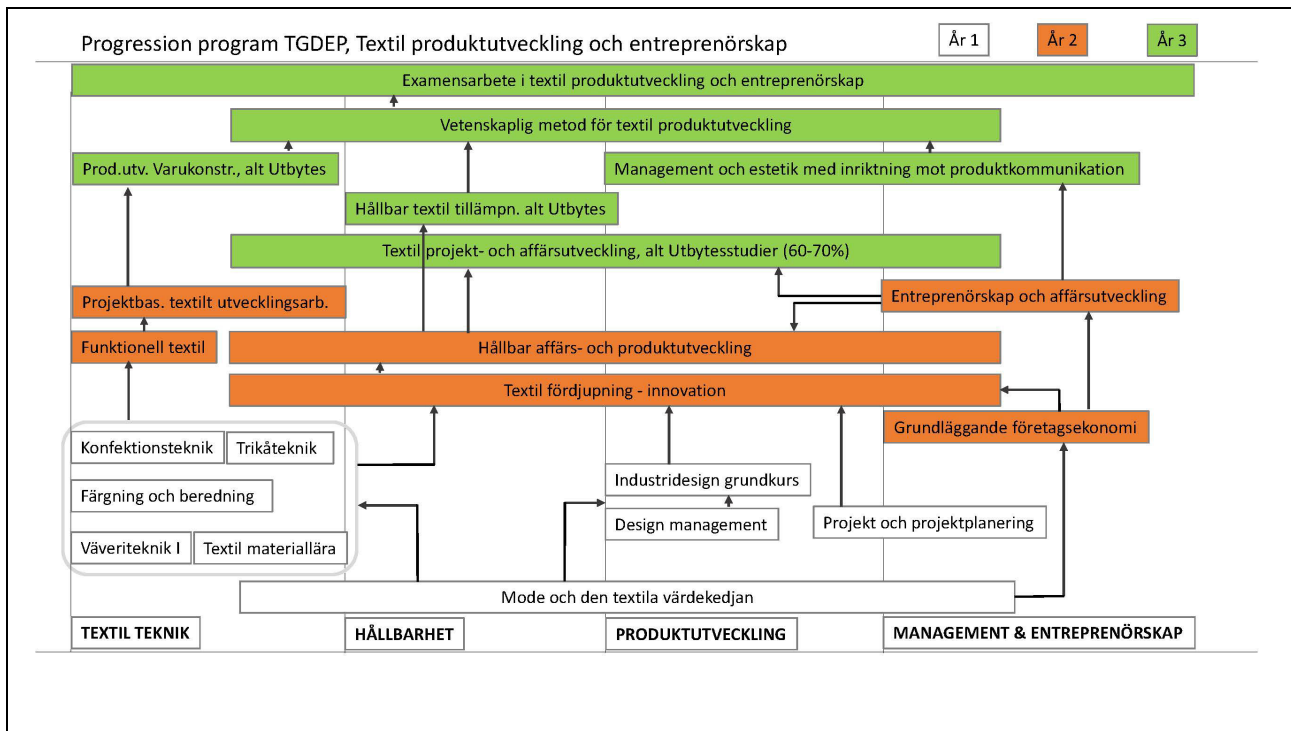 Progression program TGDEP, Textil produktutveckling och entreprenörskap
År 1
År 2
År 3
Examensarbete i textil produktutveckling och entreprenörskap
Vetenskaplig metod för textil produktutveckling
Prod.utv. Varukonstr., alt Utbytes
Management och estetik med inriktning mot produktkommunikation
Hållbar textil tillämpn. alt Utbytes
Textil projekt- och affärsutveckling, alt Utbytesstudier (60-70%)
Projektbas. textilt utvecklingsarb.
Entreprenörskap och affärsutveckling
Funktionell textil
Hållbar affärs- och produktutveckling
Textil fördjupning - innovation
Grundläggande företagsekonomi
Konfektionsteknik
Trikåteknik
Industridesign grundkurs
Färgning och beredning
Design management
Projekt och projektplanering
Väveriteknik I
Textil materiallära
Mode och den textila värdekedjan
TEXTIL TEKNIK
HÅLLBARHET
PRODUKTUTVECKLING
MANAGEMENT & ENTREPRENÖRSKAP